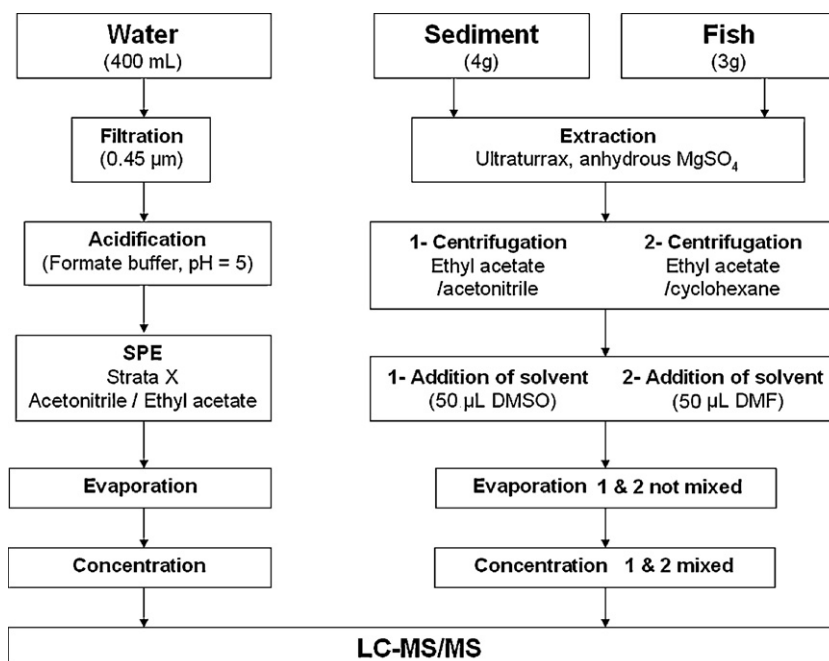 Water
(400 mL)
Filtration
(0.45 µm)
Acidification
(Formate buffer, pH = 5)
SPE
Strata X
Acetonitrile / Ethyl acetate
Evaporation
Concentration
Sediment
(4g)
Fish
(3g)
Extraction
Ultraturrax, anhydrous MgSO₄
1- Centrifugation
Ethyl acetate
/acetonitrile
2- Centrifugation
Ethyl acetate
/cyclohexane
1- Addition of solvent
(50 µL DMSO)
2- Addition of solvent
(50 µL DMF)
Evaporation 1 & 2 not mixed
Concentration 1 & 2 mixed
LC-MS/MS